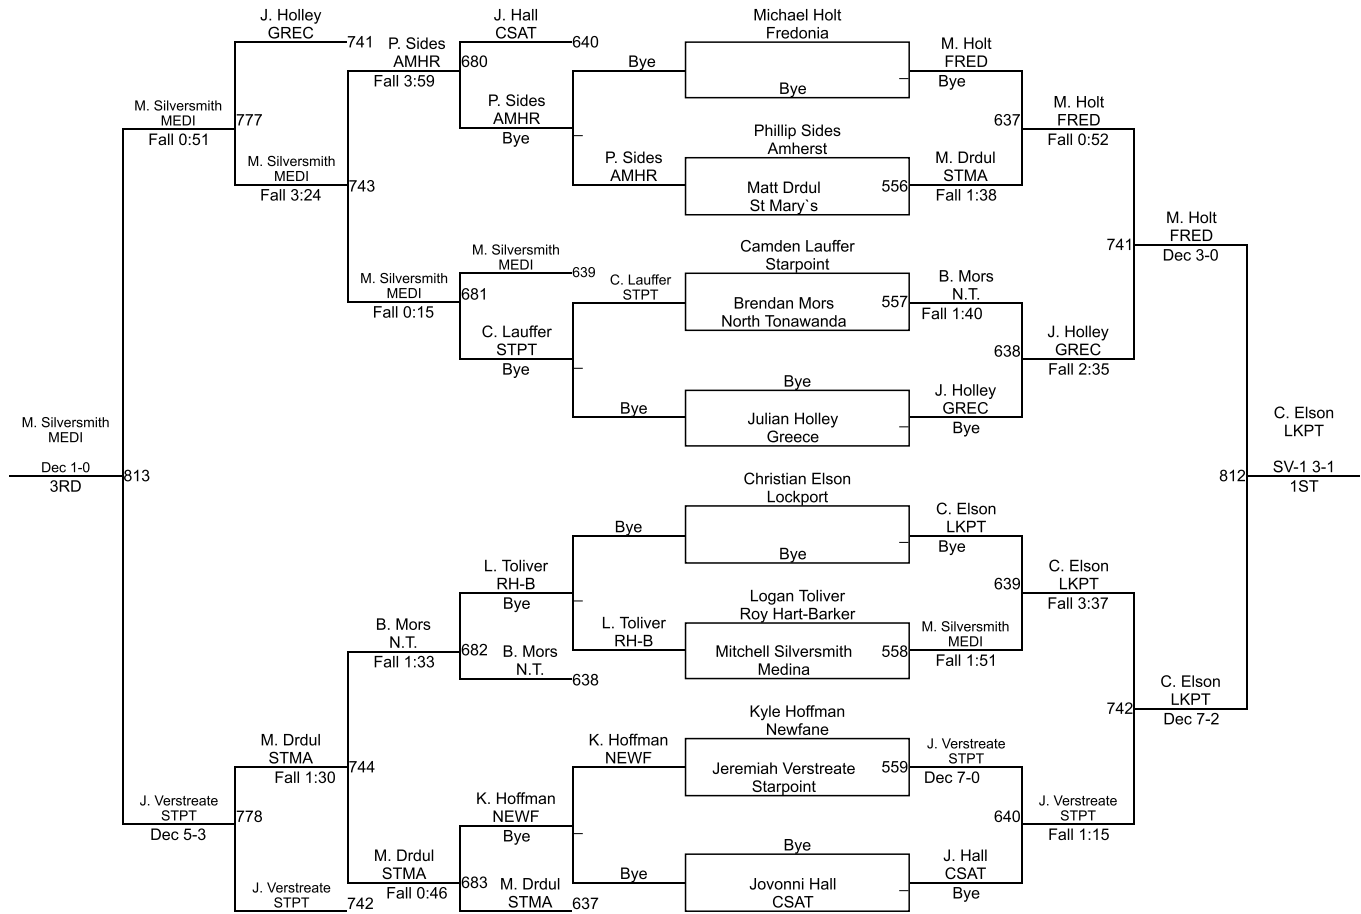 J. Holley
GREC
741
P. Sides
AMHR
Fall 3:59
J. Hall
CSAT
640
680
P. Sides
AMHR
Bye
Bye
Michael Holt
Fredonia
Bye
M. Holt
FRED
Bye
Phillip Sides
Amherst
P. Sides
AMHR
Matt Drdul
St Mary`s
556
M. Drdul
STMA
Fall 1:38
637
M. Holt
FRED
Fall 0:52
M. Silversmith
MEDI
Fall 0:51
777
M. Silversmith
MEDI
Fall 3:24
743
M. Silversmith
MEDI
Fall 0:15
M. Silversmith
MEDI
639
681
C. Lauffer
STPT
Bye
C. Lauffer
STPT
Camden Lauffer
Starpoint
Brendan Mors
North Tonawanda
557
B. Mors
N.T.
Fall 1:40
638
J. Holley
GREC
Fall 2:35
741
M. Holt
FRED
Dec 3-0
Bye
Bye
Julian Holley
Greece
J. Holley
GREC
Bye
M. Silversmith
MEDI
Dec 1-0
3RD
813
812
C. Elson
LKPT
SV-1 3-1
1ST
Christian Elson
Lockport
Bye
Bye
C. Elson
LKPT
Bye
L. Toliver
RH-B
Bye
Logan Toliver
Roy Hart-Barker
L. Toliver
RH-B
Mitchell Silversmith
Medina
558
M. Silversmith
MEDI
Fall 1:51
639
C. Elson
LKPT
Fall 3:37
B. Mors
N.T.
Fall 1:33
682
B. Mors
N.T.
638
742
C. Elson
LKPT
Dec 7-2
Kyle Hoffman
Newfane
K. Hoffman
NEWF
Jeremiah Verstreate
Starpoint
559
J. Verstreate
STPT
Dec 7-0
M. Drdul
STMA
Fall 1:30
744
J. Verstreate
STPT
Dec 5-3
778
K. Hoffman
NEWF
Bye
640
J. Verstreate
STPT
Fall 1:15
M. Drdul
STMA
Fall 0:46
683
M. Drdul
STMA
637
Bye
Bye
Jovonni Hall
CSAT
J. Hall
CSAT
Bye
J. Verstreate
STPT
742